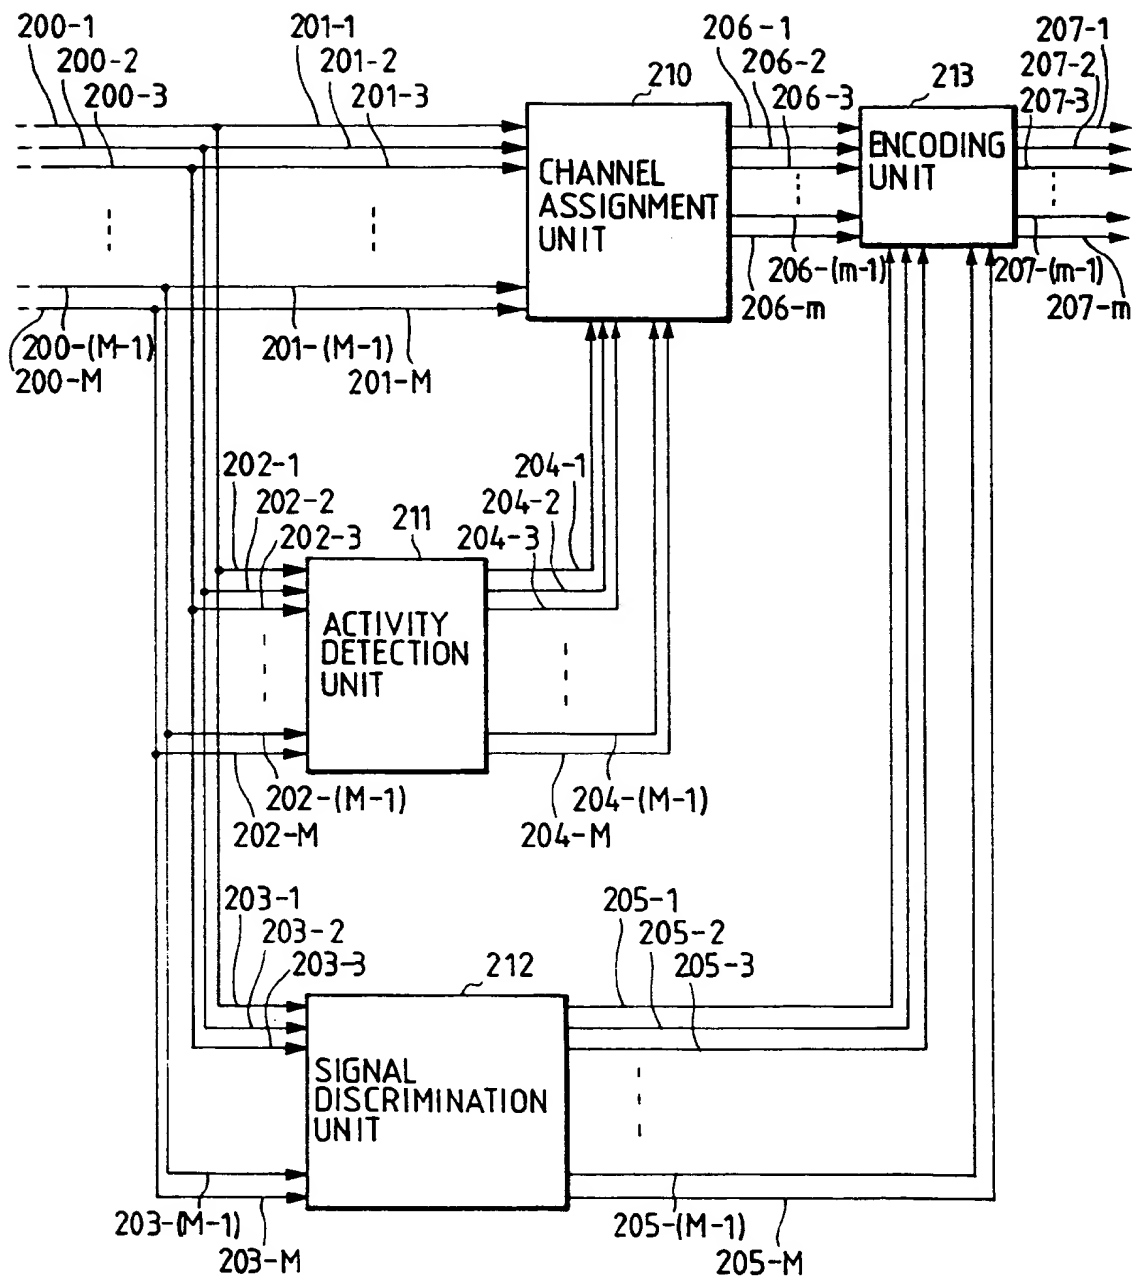 200-1
200-2
200-3
201-1
201-2
201-3
210
206-1
206-2
206-3
213
207-1
207-2
207-3
CHANNEL
ASSIGNMENT
UNIT
ENCODING
UNIT
206-(m-1)
206-m
207-(m-1)
207-m
200-(M-1)
200-M
201-(M-1)
201-M
202-1
202-2
202-3
211
204-1
204-2
204-3
ACTIVITY
DETECTION
UNIT
202-(M-1)
202-M
204-(M-1)
204-M
203-1
203-2
203-3
212
205-1
205-2
205-3
SIGNAL
DISCRIMINATION
UNIT
203-(M-1)
203-M
205-(M-1)
205-M